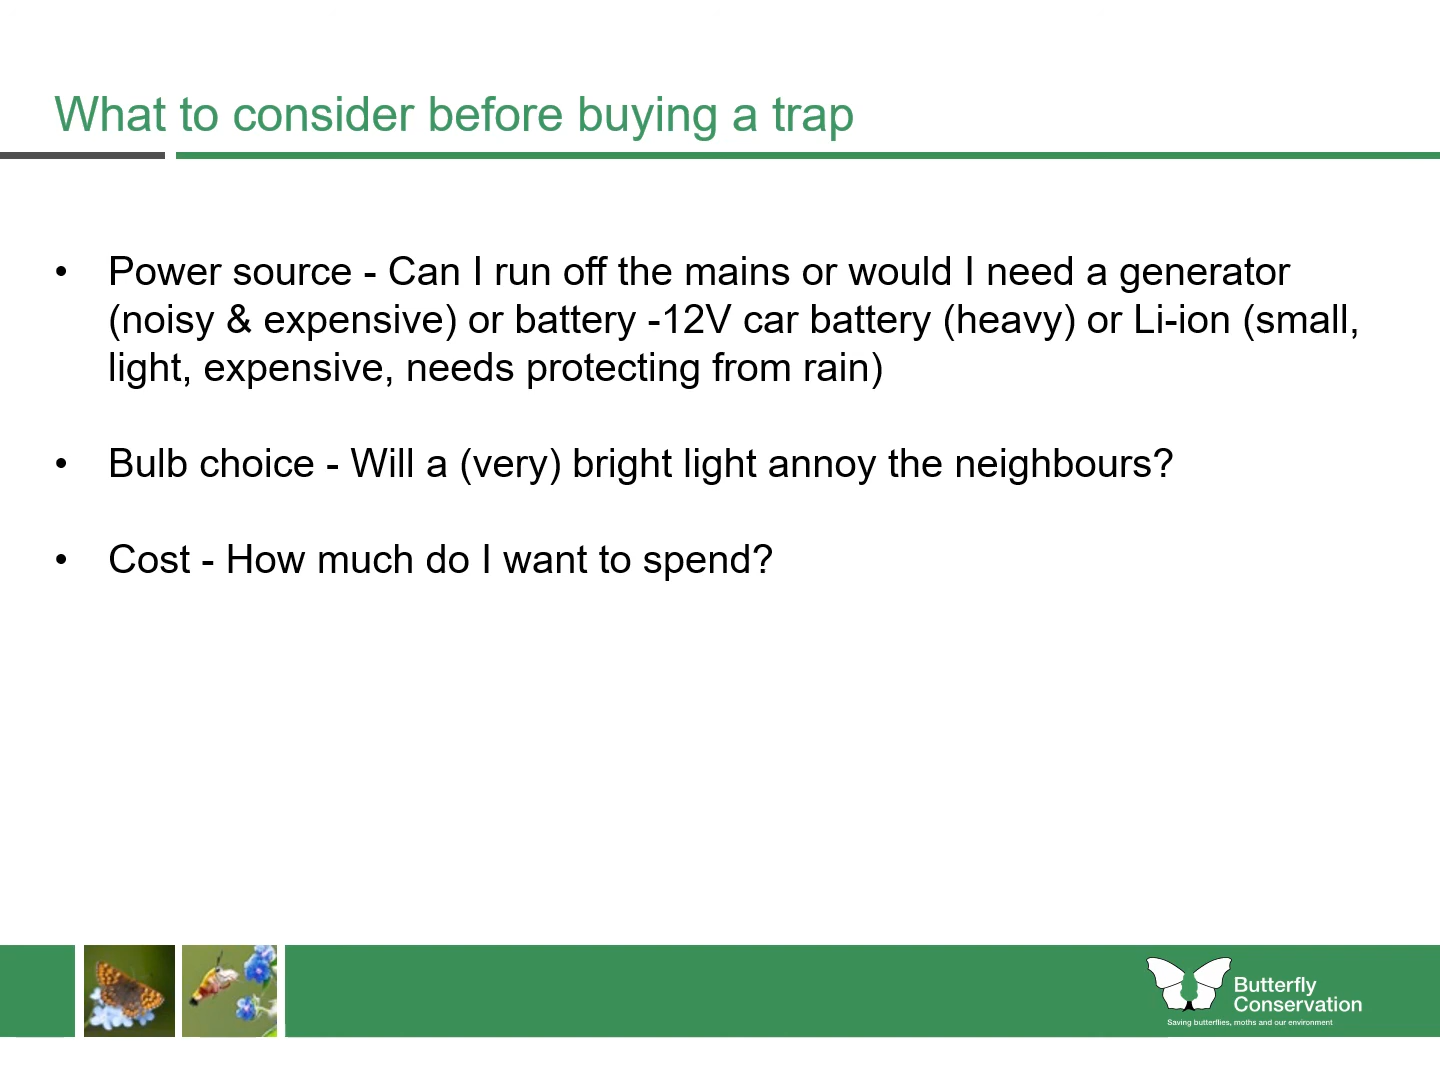 What to consider before buying a trap
• Power source - Can I run off the mains or would I need a generator
(noisy & expensive) or battery -12V car battery (heavy) or Li-ion (small,
light, expensive, needs protecting from rain)
• Bulb choice - Will a (very) bright light annoy the neighbours?
• Cost - How much do I want to spend?
Butterfly
Conservation
Saving butterflies, moths and our environment